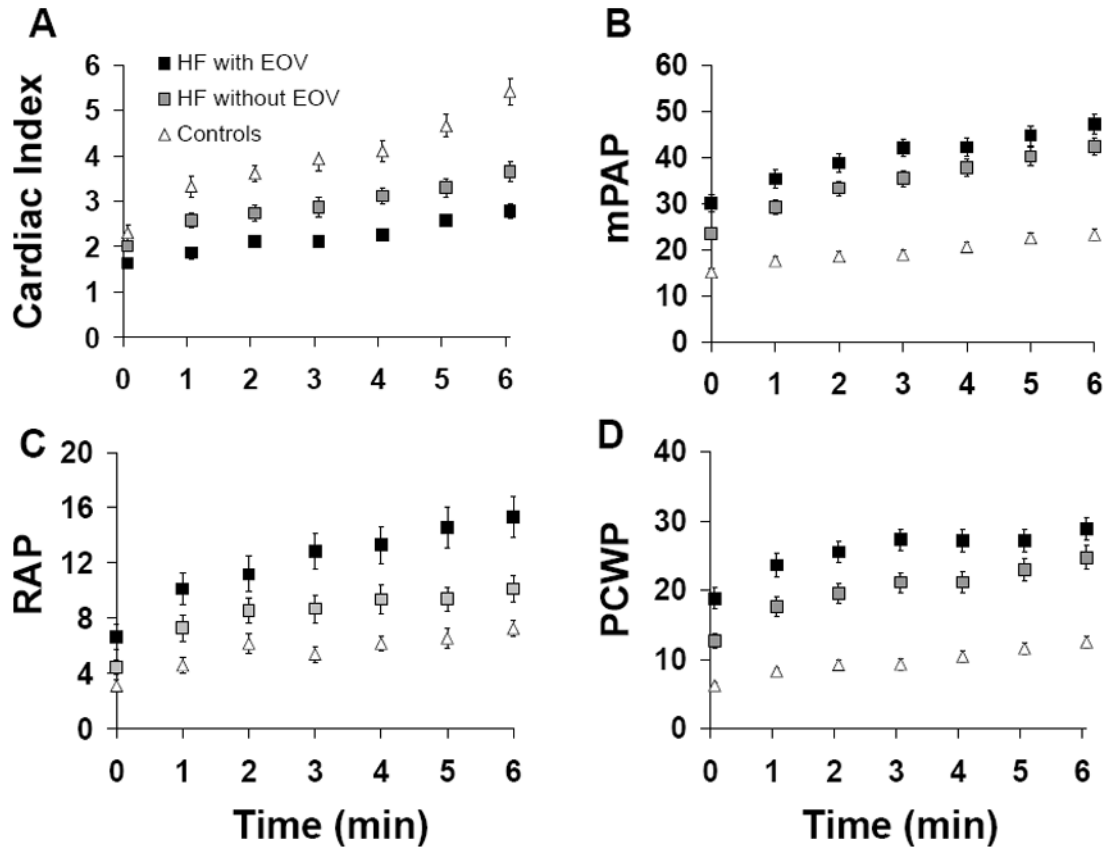 A
Cardiac Index
6
5
4
3
2
1
0
HF with EOV
HF without EOV
Controls
0 1 2 3 4 5 6
B
mPAP
60
50
40
30
20
10
0
0 1 2 3 4 5 6
C
RAP
20
16
12
8
4
0
0 1 2 3 4 5 6
Time (min)
D
PCWP
40
30
20
10
0
0 1 2 3 4 5 6
Time (min)